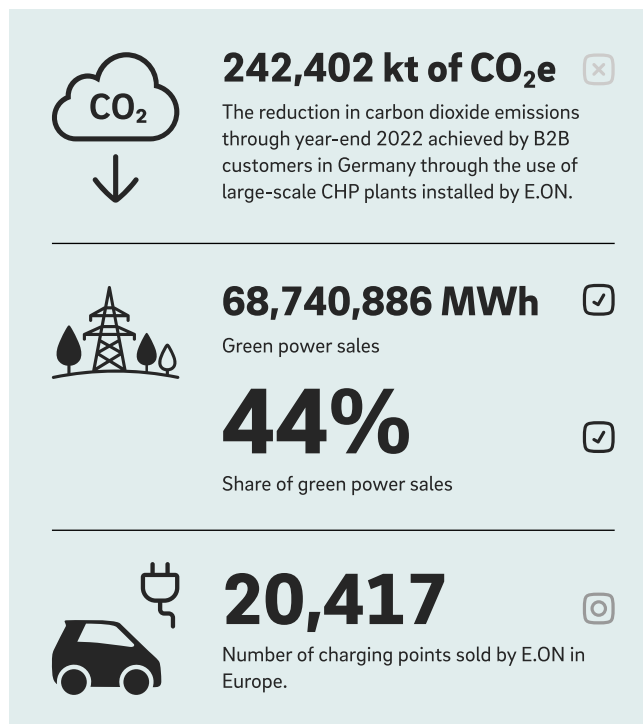 CO₂
242,402 kt of CO₂e
The reduction in carbon dioxide emissions
through year-end 2022 achieved by B2B
customers in Germany through the use of
large-scale CHP plants installed by E.ON.
68,740,886 MWh
Green power sales
44%
Share of green power sales
20,417
Number of charging points sold by E.ON in
Europe.